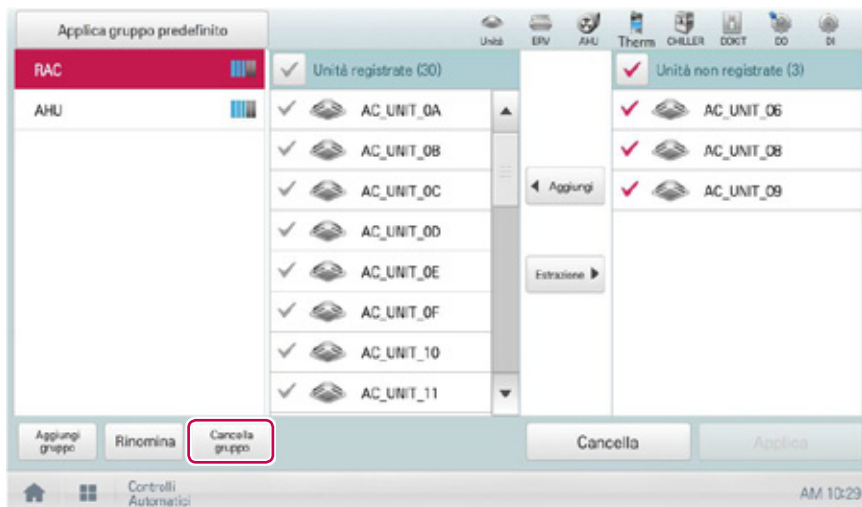 Applica gruppo predefinito
Unità
ERV
AHU
Therm
CHILLER
DOKIT
DO
DI
RAC
Unità registrate (30)
Unità non registrate (3)
AHU
AC_UNIT_0A
AC_UNIT_0B
AC_UNIT_0C
AC_UNIT_0D
AC_UNIT_0E
AC_UNIT_0F
AC_UNIT_10
AC_UNIT_11
Aggiungi
Estrazione
AC_UNIT_06
AC_UNIT_08
AC_UNIT_09
Aggiungi
gruppo
Rinomina
Cancella
gruppo
Cancella
Applica
Controlli
Automatici
AM 10:29